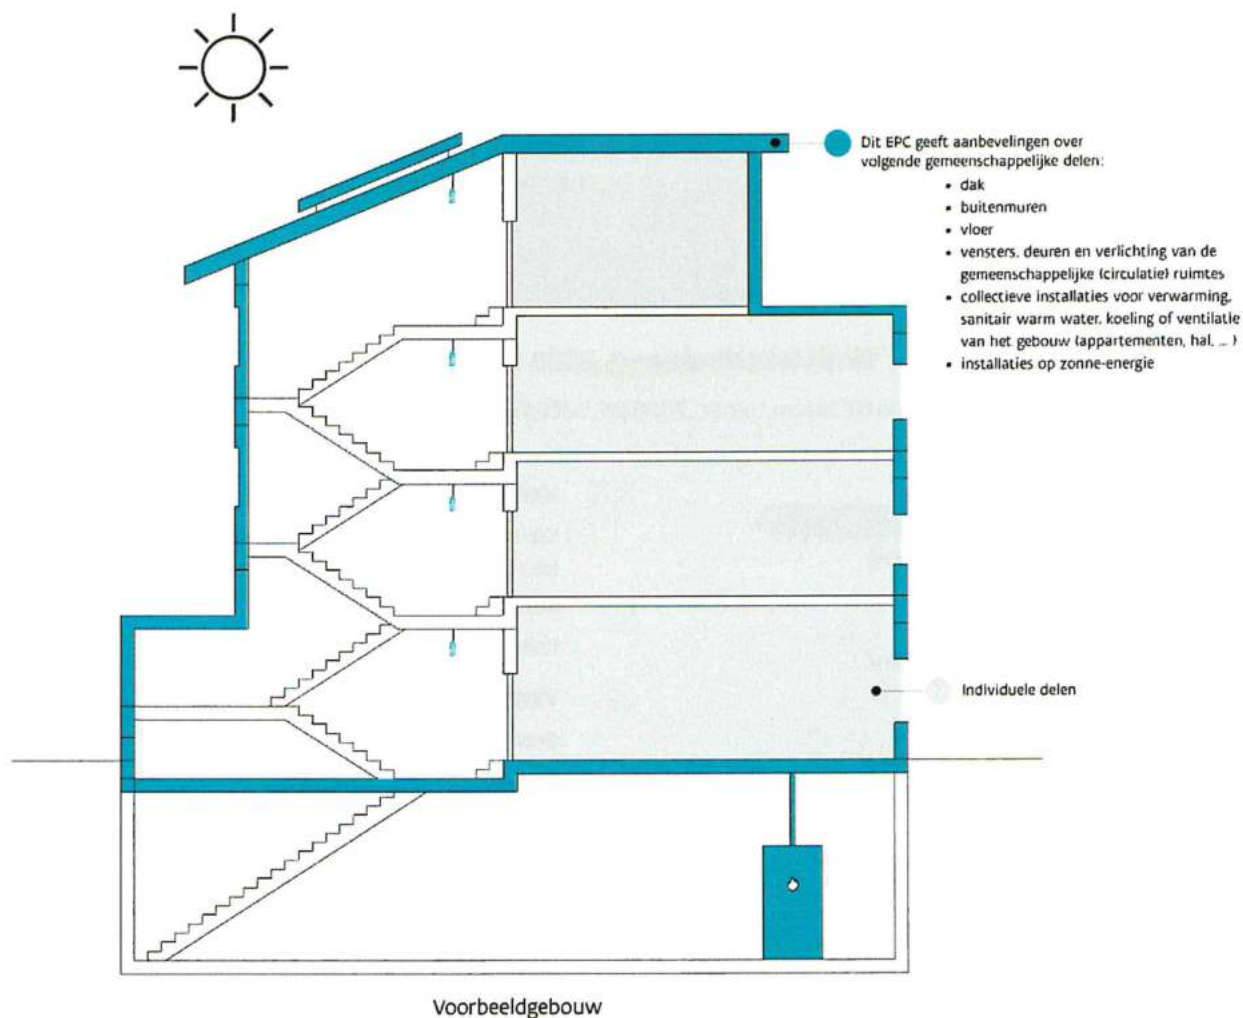 Dit EPC geeft aanbevelingen over
volgende gemeenschappelijke delen:
• dak
• buitenmuren
• vloer
• vensters, deuren en verlichting van de
gemeenschappelijke (circulatie) ruimtes
• collectieve installaties voor verwarming,
sanitair warm water, koeling of ventilatie
van het gebouw (appartementen, hal, ... )
• installaties op zonne-energie
Individuele delen
Voorbeeldgebouw